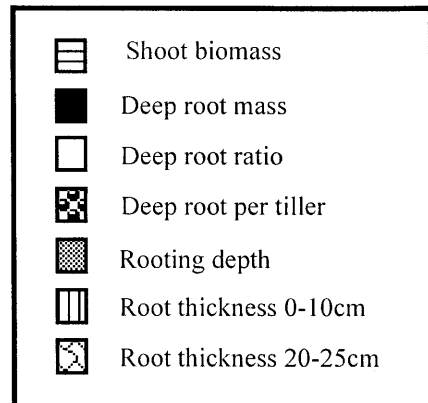 Shoot biomass
Deep root mass
Deep root ratio
Deep root per tiller
Rooting depth
Root thickness 0-10cm
Root thickness 20-25cm